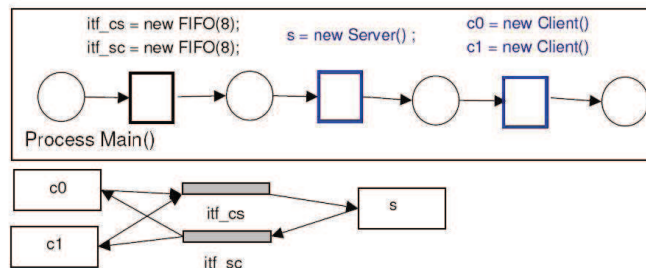 itf_cs = new FIFO(8);
itf_sc = new FIFO(8);
s = new Server() ;
c0 = new Client()
c1 = new Client()
Process Main()
c0
itf_cs
s
c1
itf_sc